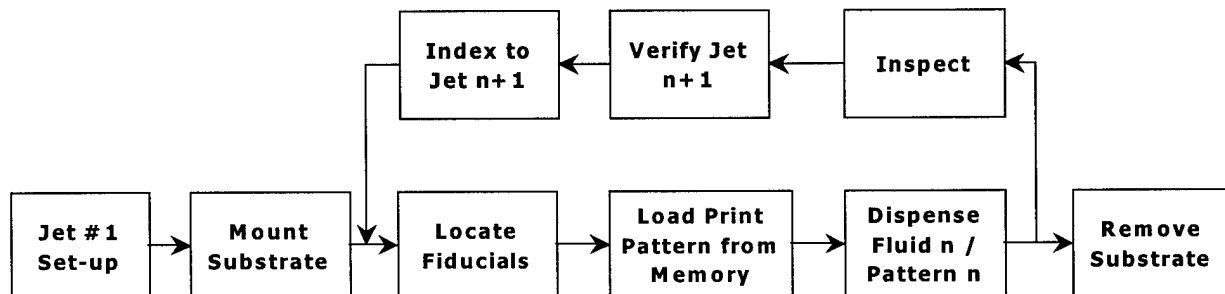 Index to
Jet n+1
Verify Jet
n+1
Inspect
Jet #1
Set-up
Mount
Substrate
Locate
Fiducials
Load Print
Pattern from
Memory
Dispense
Fluid n /
Pattern n
Remove
Substrate